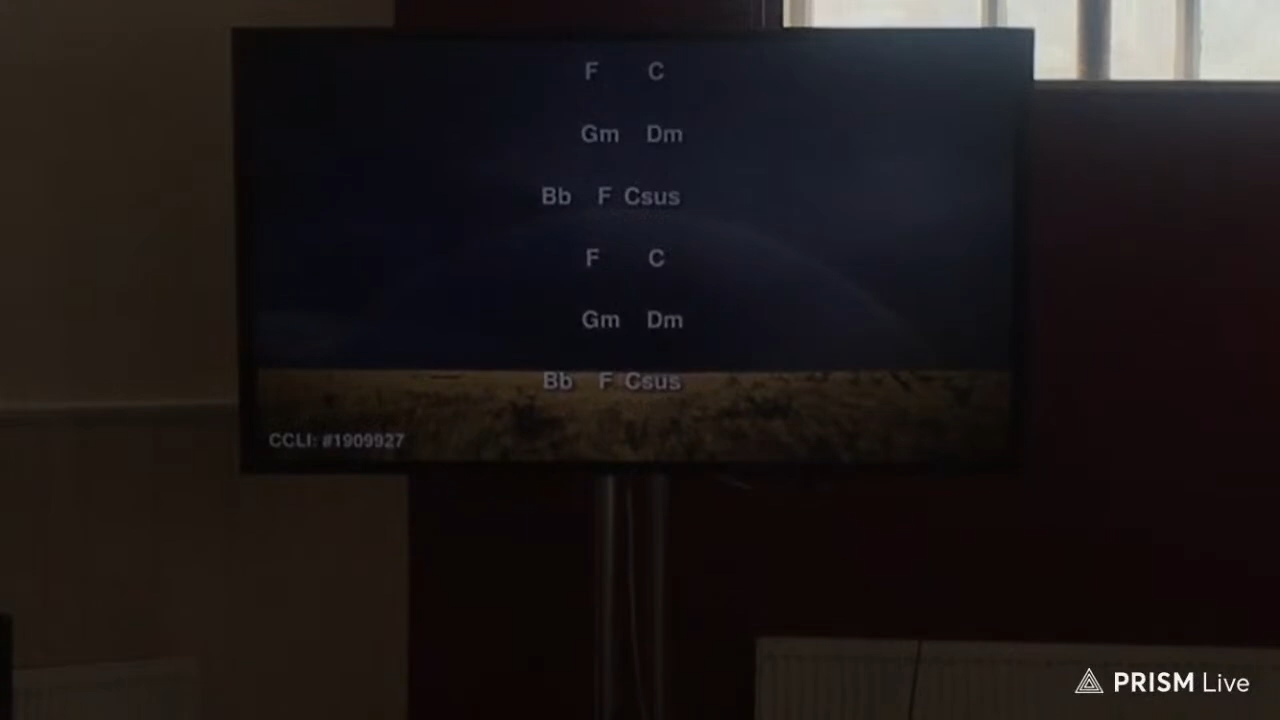 F C
Gm Dm
Bb F Csus
F C
Gm Dm
Bb F Csus
CCLI: #1909927
PRISM Live